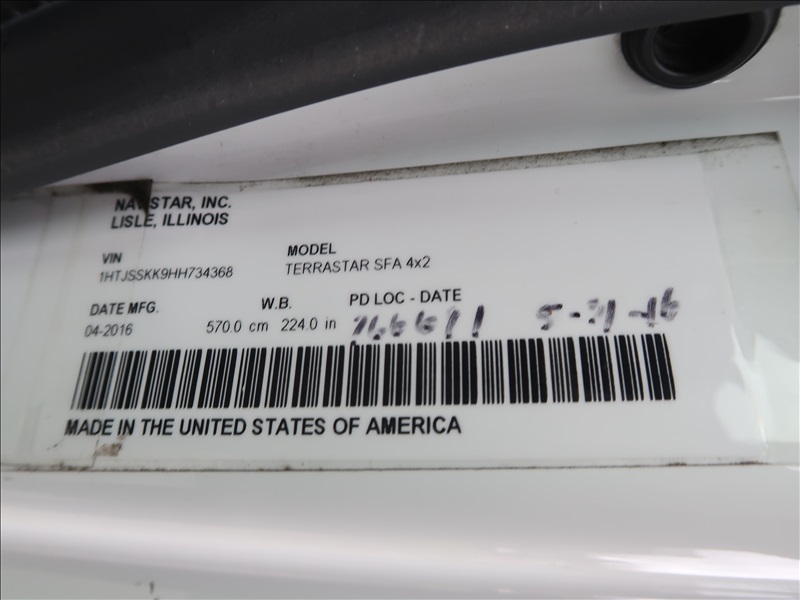 NAVISTAR, INC.
LISLE, ILLINOIS
VIN MODEL
1HTJSSKK9HH734368 TERRASTAR SFA 4x2
DATE MFG. W.B. PD LOC - DATE
04-2016 570.0 cm 224.0 in
MADE IN THE UNITED STATES OF AMERICA